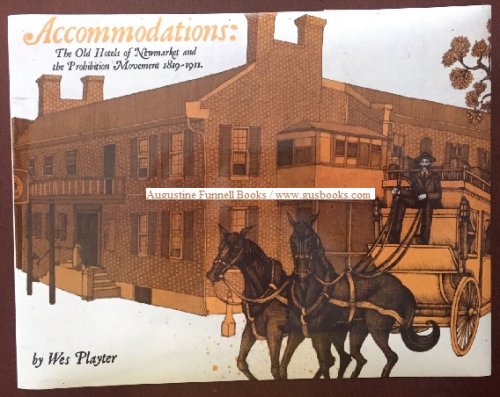 Accommodations:
The Old Hotels of Newmarket and
the Prohibition Movement 1819-1911.
Augustine Funnell Books / www.gusbooks.com
by Wes Playter